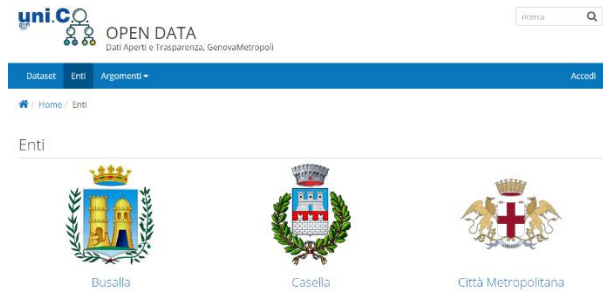 uni.C
gen
OPEN DATA
Dati Aperti e Trasparenza, GenovaMetropoli
ricerca
Dataset Enti Argomenti Accedi
/ Home / Enti
Enti
Busalla Casella Città Metropolitana